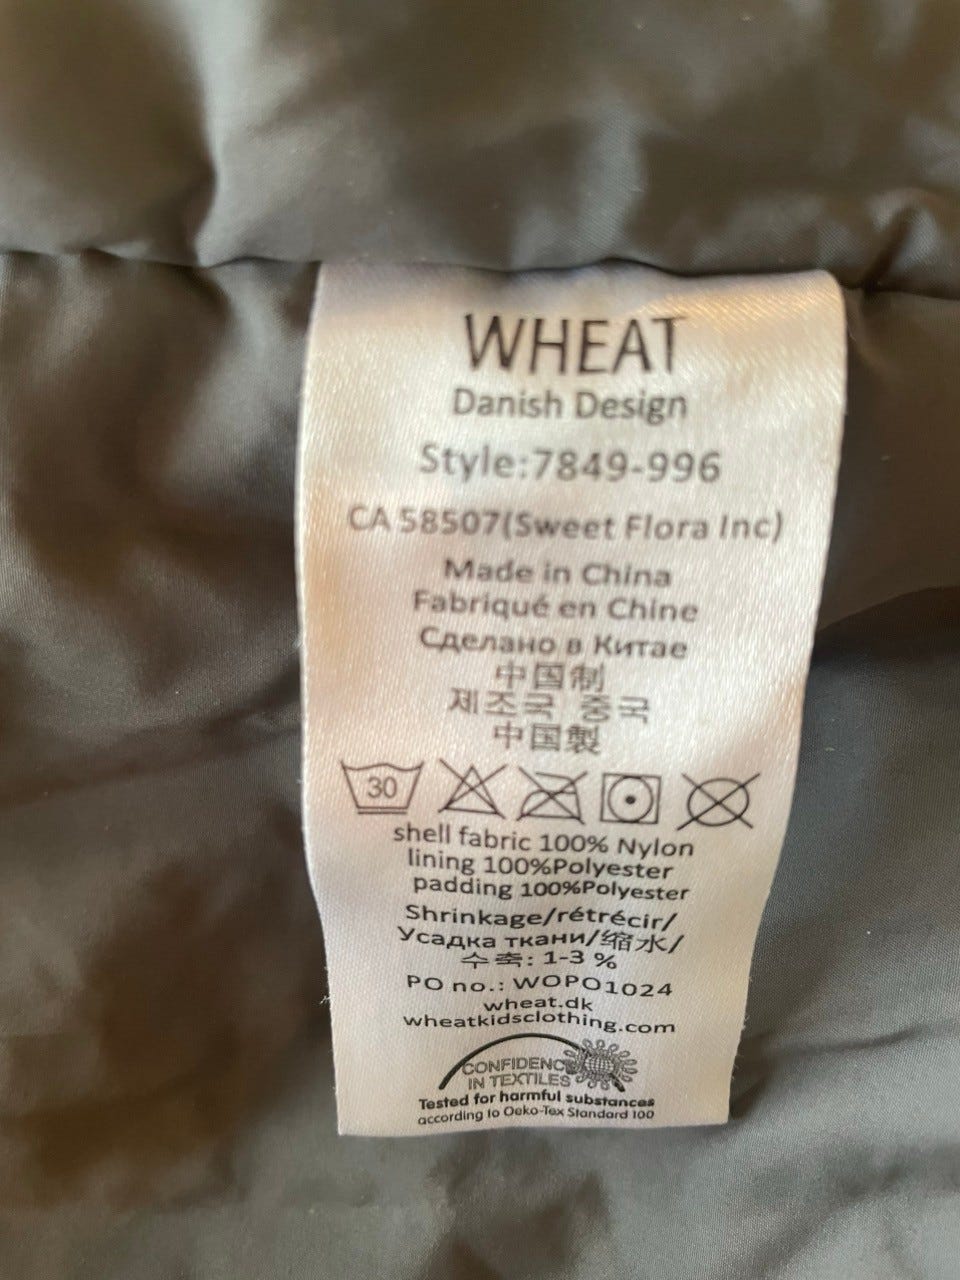 WHEAT
Danish Design
Style:7849-996
CA 58507(Sweet Flora Inc)
Made in China
Fabriqué en Chine
Сделано в Китае
中国制
제조국 중국
中国製
30
shell fabric 100% Nylon
lining 100%Polyester
padding 100%Polyester
Shrinkage/rétrécir/
Усадка ткани/缩水/
수축: 1-3 %
PO no.: WOPO1024
wheat.dk
wheatkidsclothing.com
CONFIDENCE
IN TEXTILES
Tested for harmful substances
according to Oeko-Tex Standard 100